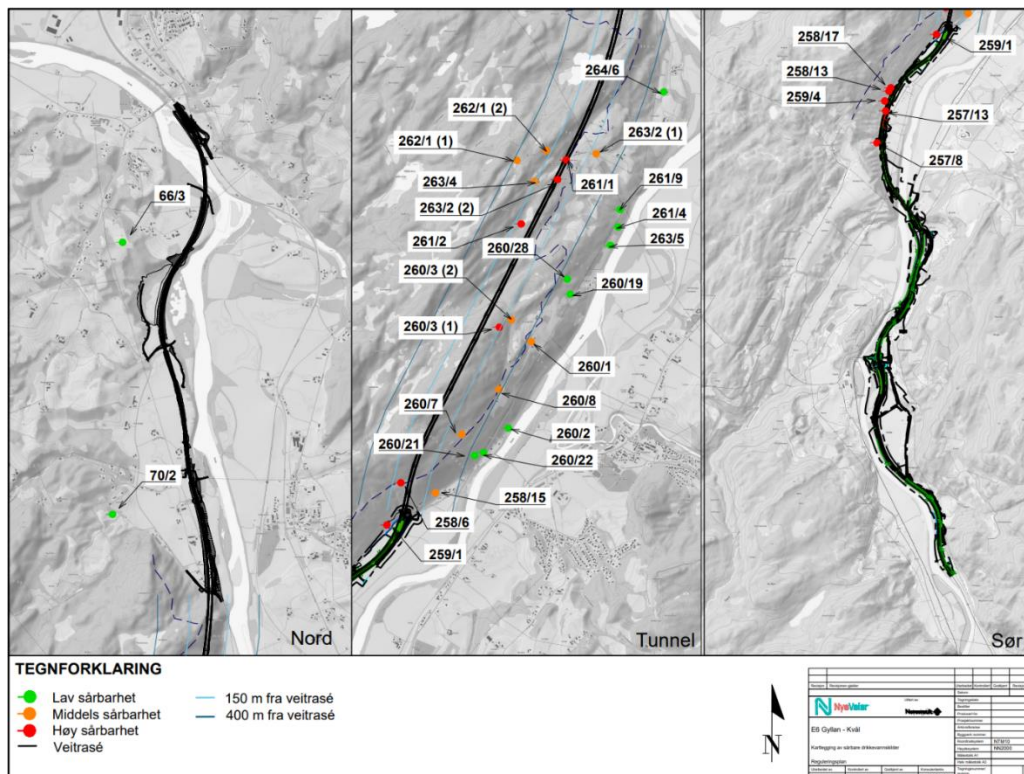 66/3
70/2
Nord
264/6
262/1 (2)
262/1 (1)
263/2 (1)
263/4
261/1
261/9
263/2 (2)
261/4
261/2
263/5
260/28
260/3 (2)
260/19
260/3 (1)
260/1
260/7
260/8
260/2
260/21
260/22
258/15
258/6
259/1
Tunnel
258/17
259/1
258/13
259/4
257/13
257/8
Sør
TEGNFORKLARING
Lav sårbarhet
Middels sårbarhet
Høy sårbarhet
Veitrasé
150 m fra veitrasé
400 m fra veitrasé
N
NyeVeier
E6 Gyllan - Kvål
Kartlegging av sårbare drikkevannskilder
Reguleringsplan